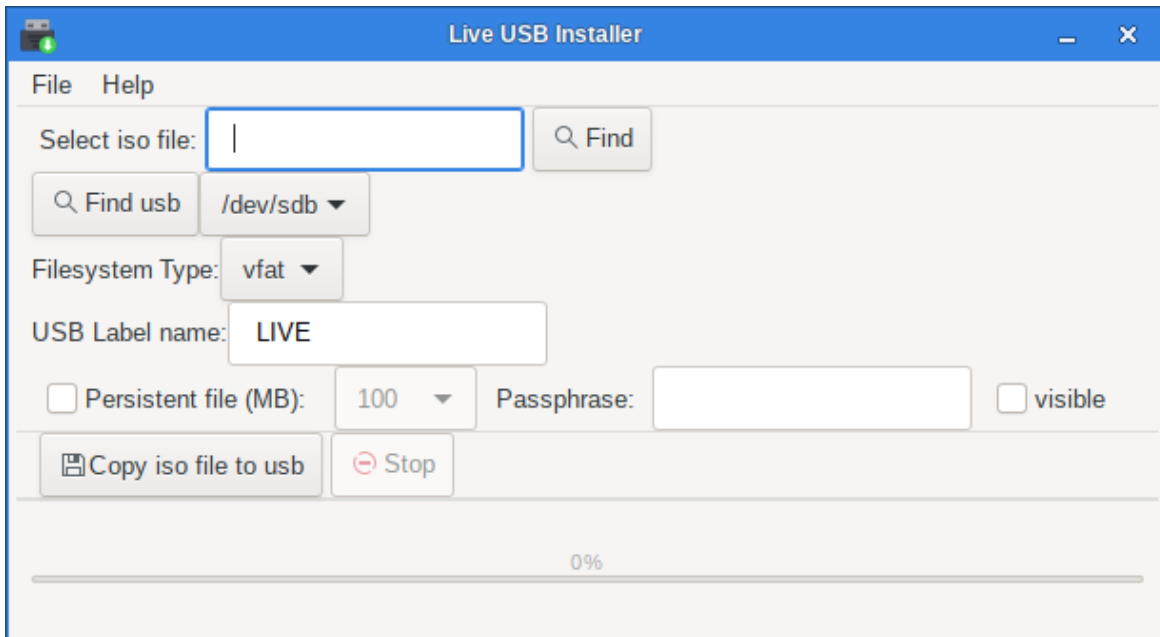 Live USB Installer
File Help
Select iso file: Find
Find usb /dev/sdb
Filesystem Type: vfat
USB Label name: LIVE
Persistent file (MB): 100 Passphrase: visible
Copy iso file to usb Stop
0%